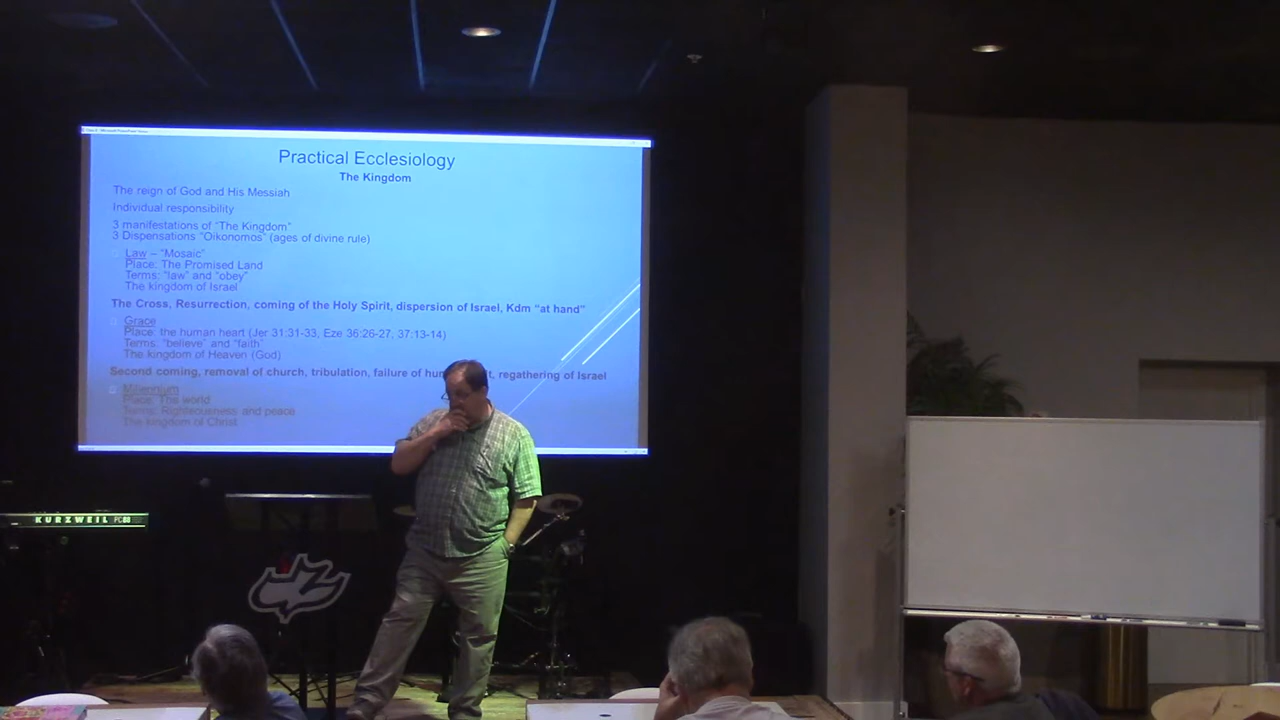 Practical Ecclesiology
The Kingdom
The reign of God and His Messiah
Individual responsibility
3 manifestations of "The Kingdom"
3 Dispensations "Oikonomos" (ages of divine rule)
Law – "Mosaic"
Place: The Promised Land
Terms: "law" and "obey"
The kingdom of Israel
The Cross, Resurrection, coming of the Holy Spirit, dispersion of Israel, Kdm "at hand"
Grace
Place: the human heart (Jer 31:31-33, Eze 36:26-27, 37:13-14)
Terms: "believe" and "faith"
The kingdom of Heaven (God)
Second coming, removal of church, tribulation, failure of regathering of Israel
Millennium
Place: The world
Terms: Righteousness and peace
The kingdom of Christ
KURZWEIL PC88